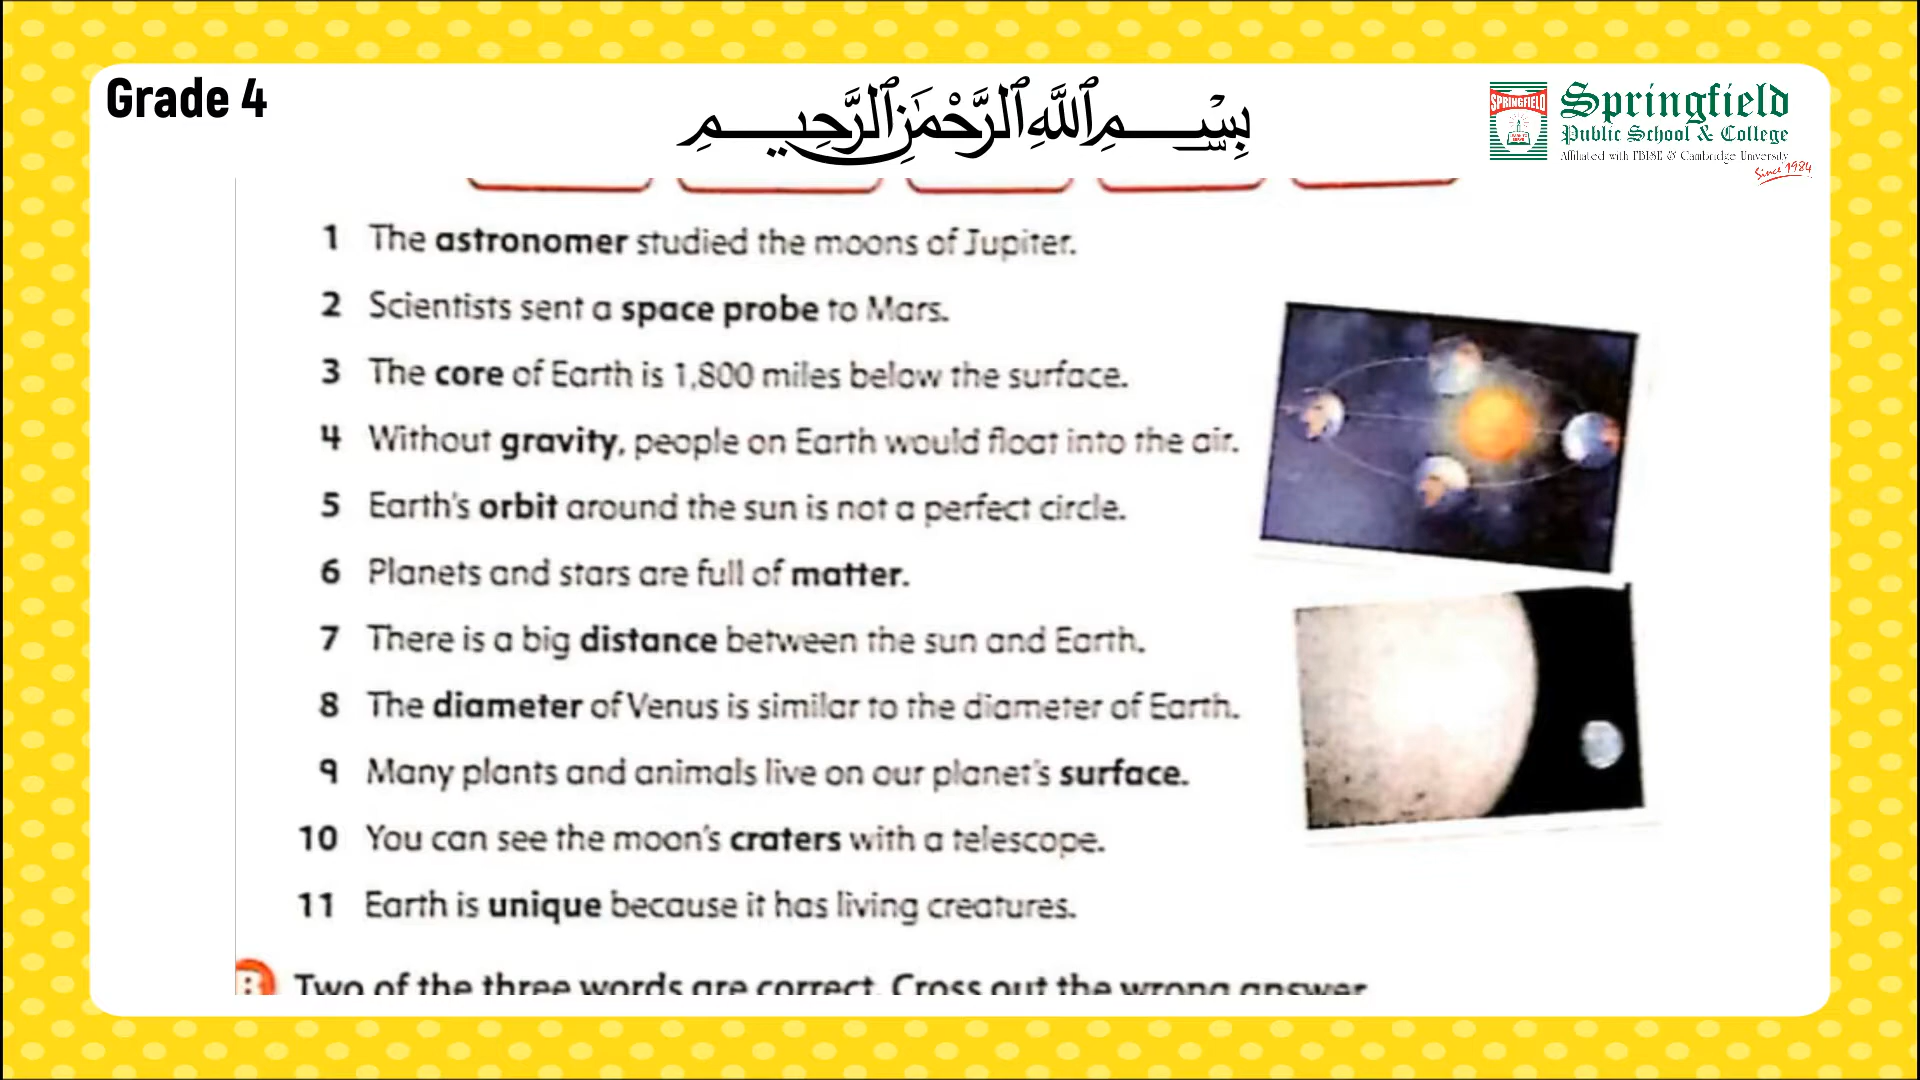 Grade 4
بِسْمِ ٱللَّهِ ٱلرَّحْمَٰنِ ٱلرَّحِيمِ
SPRINGFIELD
Springfield
Public School & College
Affiliated with FBISE & Cambridge University
Since 1984
1 The astronomer studied the moons of Jupiter.
2 Scientists sent a space probe to Mars.
3 The core of Earth is 1,800 miles below the surface.
4 Without gravity, people on Earth would float into the air.
5 Earth's orbit around the sun is not a perfect circle.
6 Planets and stars are full of matter.
7 There is a big distance between the sun and Earth.
8 The diameter of Venus is similar to the diameter of Earth.
9 Many plants and animals live on our planet's surface.
10 You can see the moon's craters with a telescope.
11 Earth is unique because it has living creatures.
B Two of the three words are correct. Cross out the wrong answer